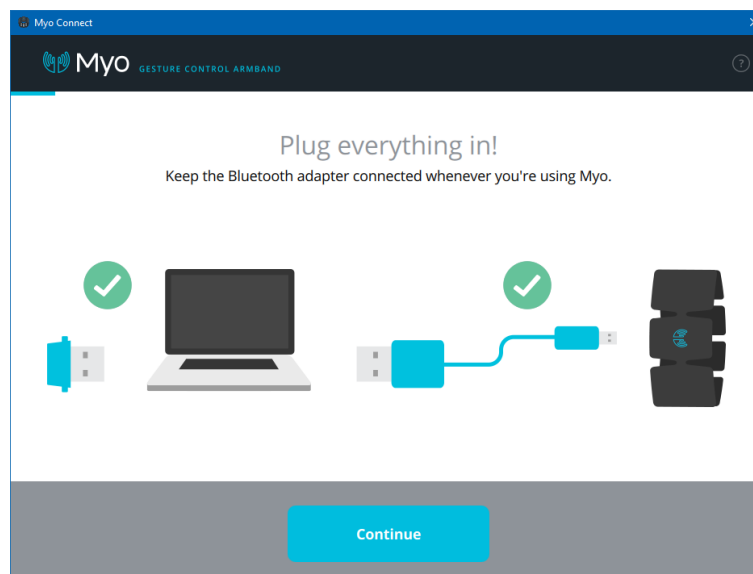 Myo Connect
Myo GESTURE CONTROL ARMBAND
?
Plug everything in!
Keep the Bluetooth adapter connected whenever you're using Myo.
Continue